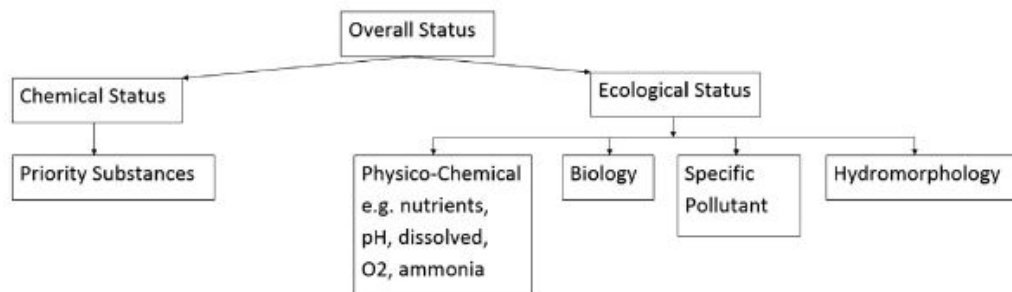 Overall Status
Chemical Status
Ecological Status
Priority Substances
Physico-Chemical
e.g. nutrients,
pH, dissolved,
O2, ammonia
Biology
Specific
Pollutant
Hydromorphology